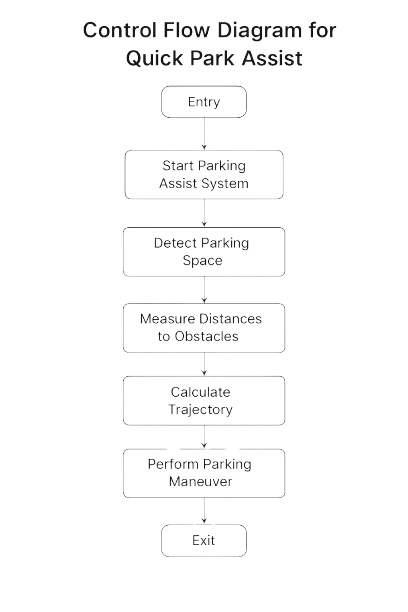 Control Flow Diagram for
Quick Park Assist
Entry
Start Parking
Assist System
Detect Parking
Space
Measure Distances
to Obstacles
Calculate
Trajectory
Perform Parking
Maneuver
Exit